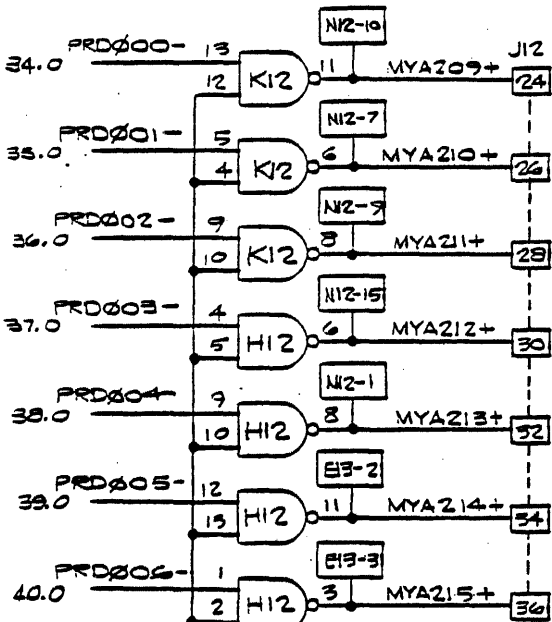 N12-10
J12
34.0 PRDØ00- 13 12 K12 11 MYA209+ 24
N12-7
35.0 PRDØ01- 5 4 K12 6 MYA210+ 26
N12-9
36.0 PRDØ02- 9 10 K12 8 MYA211+ 28
N12-15
37.0 PRDØ03- 4 5 H12 6 MYA212+ 30
N12-1
38.0 PRDØ04- 9 10 H12 8 MYA213+ 32
E13-2
39.0 PRDØ05- 12 13 H12 11 MYA214+ 34
E13-3
40.0 PRDØ06- 1 2 H12 3 MYA215+ 36